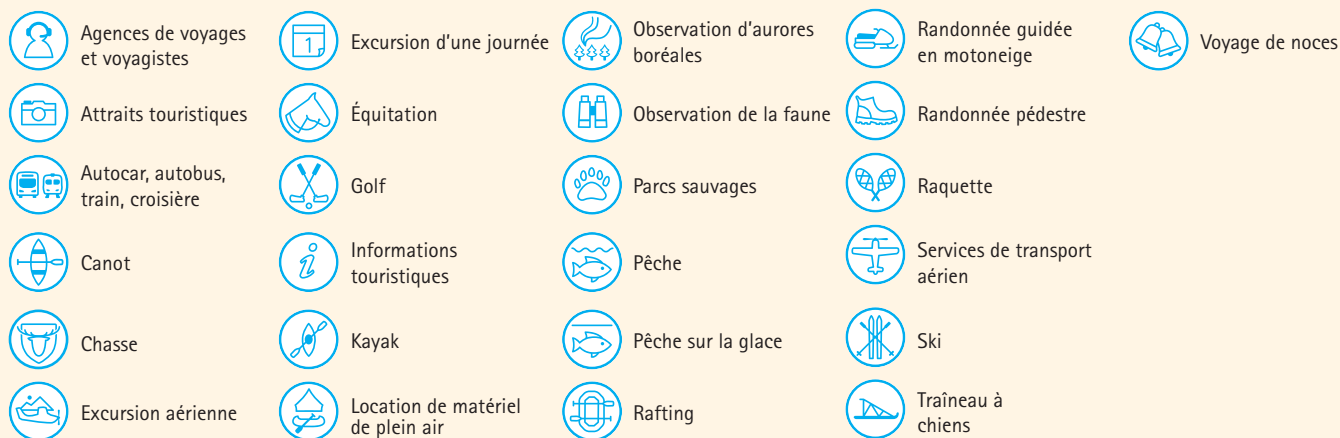 Agences de voyages
et voyagistes
Attraits touristiques
Autocar, autobus,
train, croisière
Canot
Chasse
Excursion aérienne
1
Excursion d'une journée
Équitation
Golf
i
Informations
touristiques
Kayak
Location de matériel
de plein air
Observation d'aurores
boréales
Observation de la faune
Parcs sauvages
Pêche
Pêche sur la glace
Rafting
Randonnée guidée
en motoneige
Randonnée pédestre
Raquette
Services de transport
aérien
Ski
Traîneau à
chiens
Voyage de noces